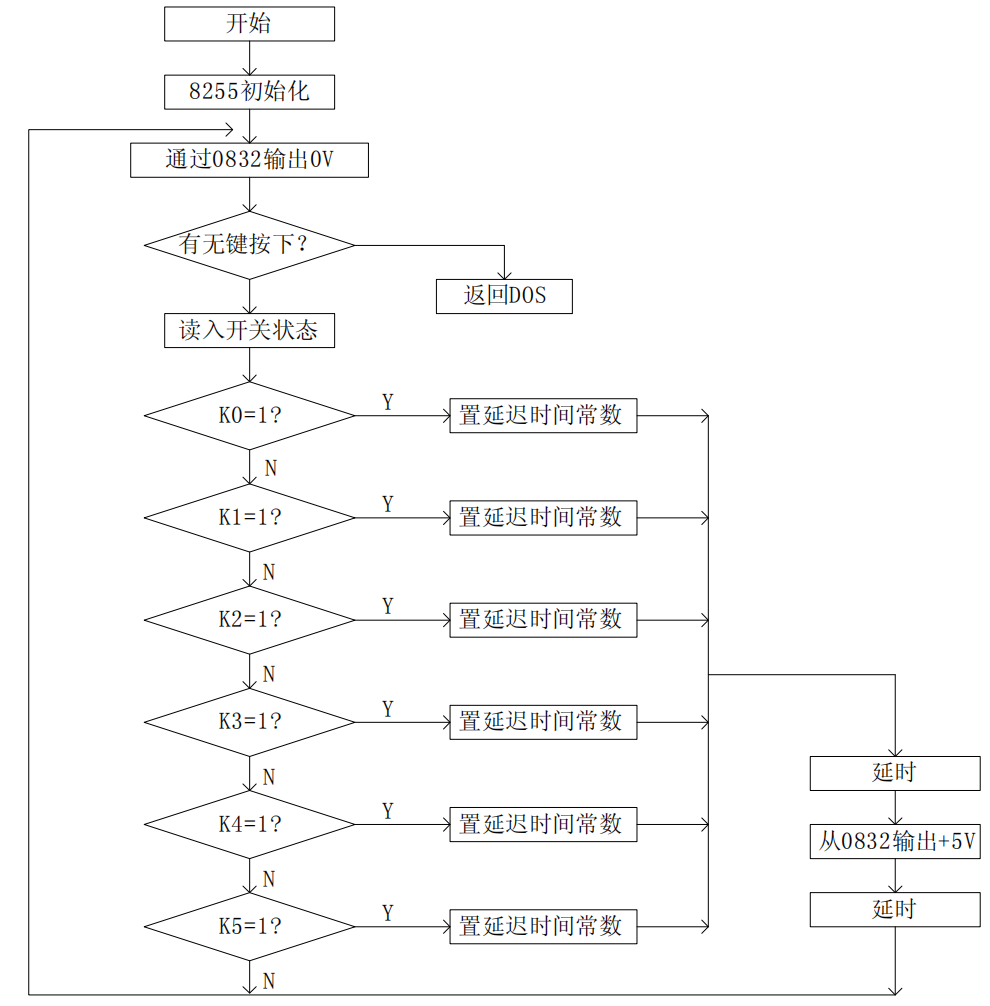 开始
8255初始化
通过0832输出0V
有无键按下?
返回DOS
读入开关状态
K0=1?
Y
置延迟时间常数
N
K1=1?
Y
置延迟时间常数
N
K2=1?
Y
置延迟时间常数
N
K3=1?
Y
置延迟时间常数
延时
N
K4=1?
Y
置延迟时间常数
从0832输出+5V
N
延时
K5=1?
Y
置延迟时间常数
N